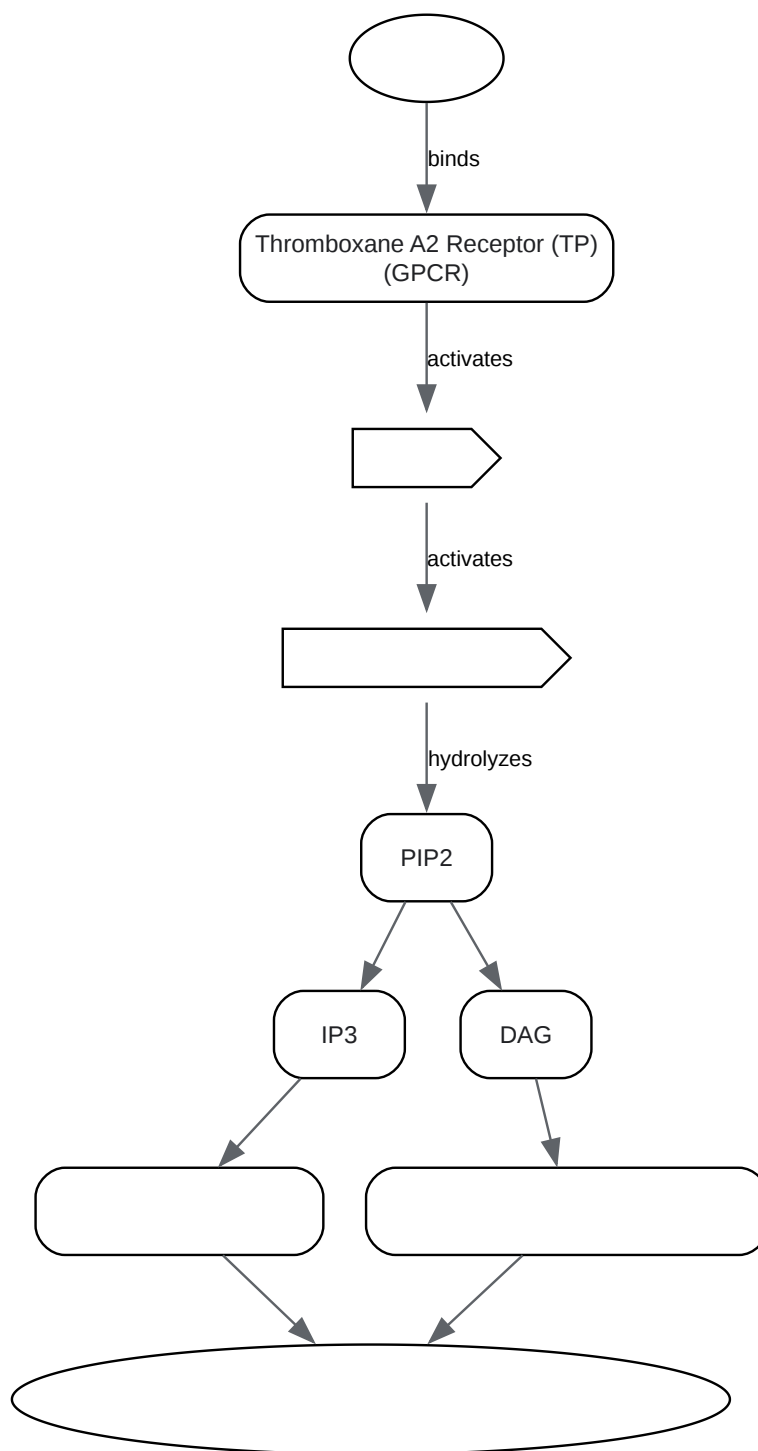 binds
Thromboxane A2 Receptor (TP)
(GPCR)
activates
activates
hydrolyzes
PIP2
IP3
DAG